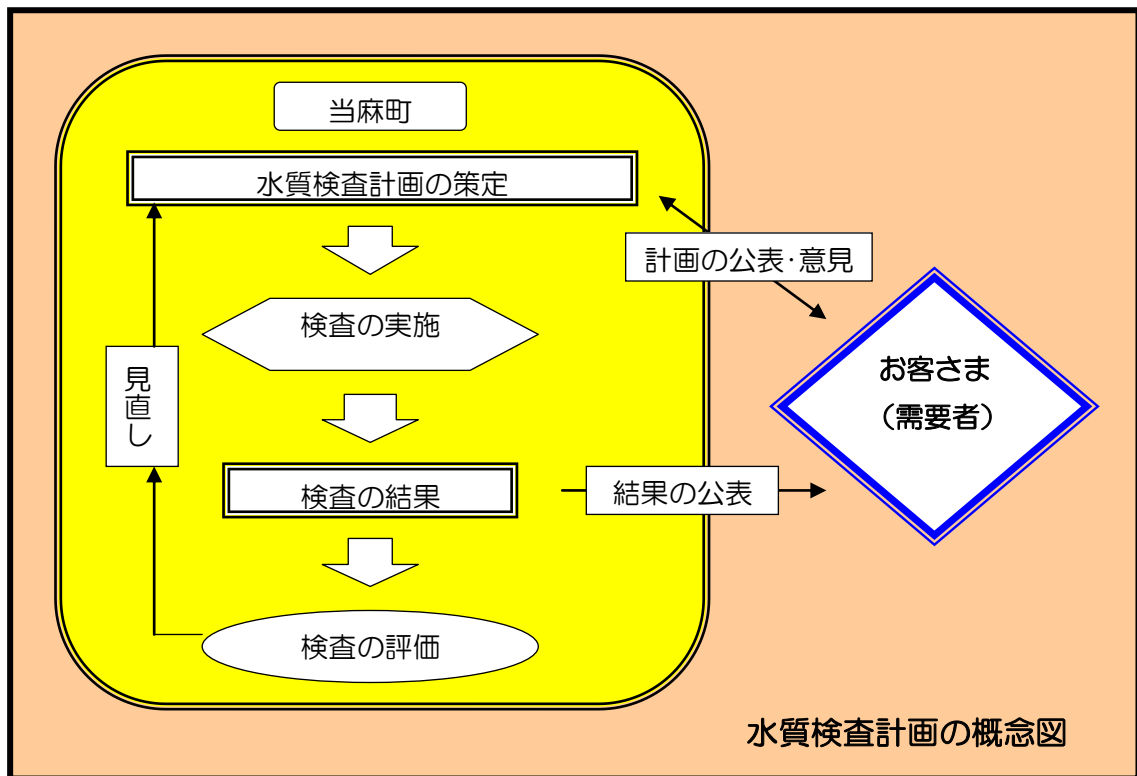 当麻町
水質検査計画の策定
計画の公表･意見
検査の実施
見直し
お客さま
（需要者）
検査の結果
結果の公表
検査の評価
水質検査計画の概念図